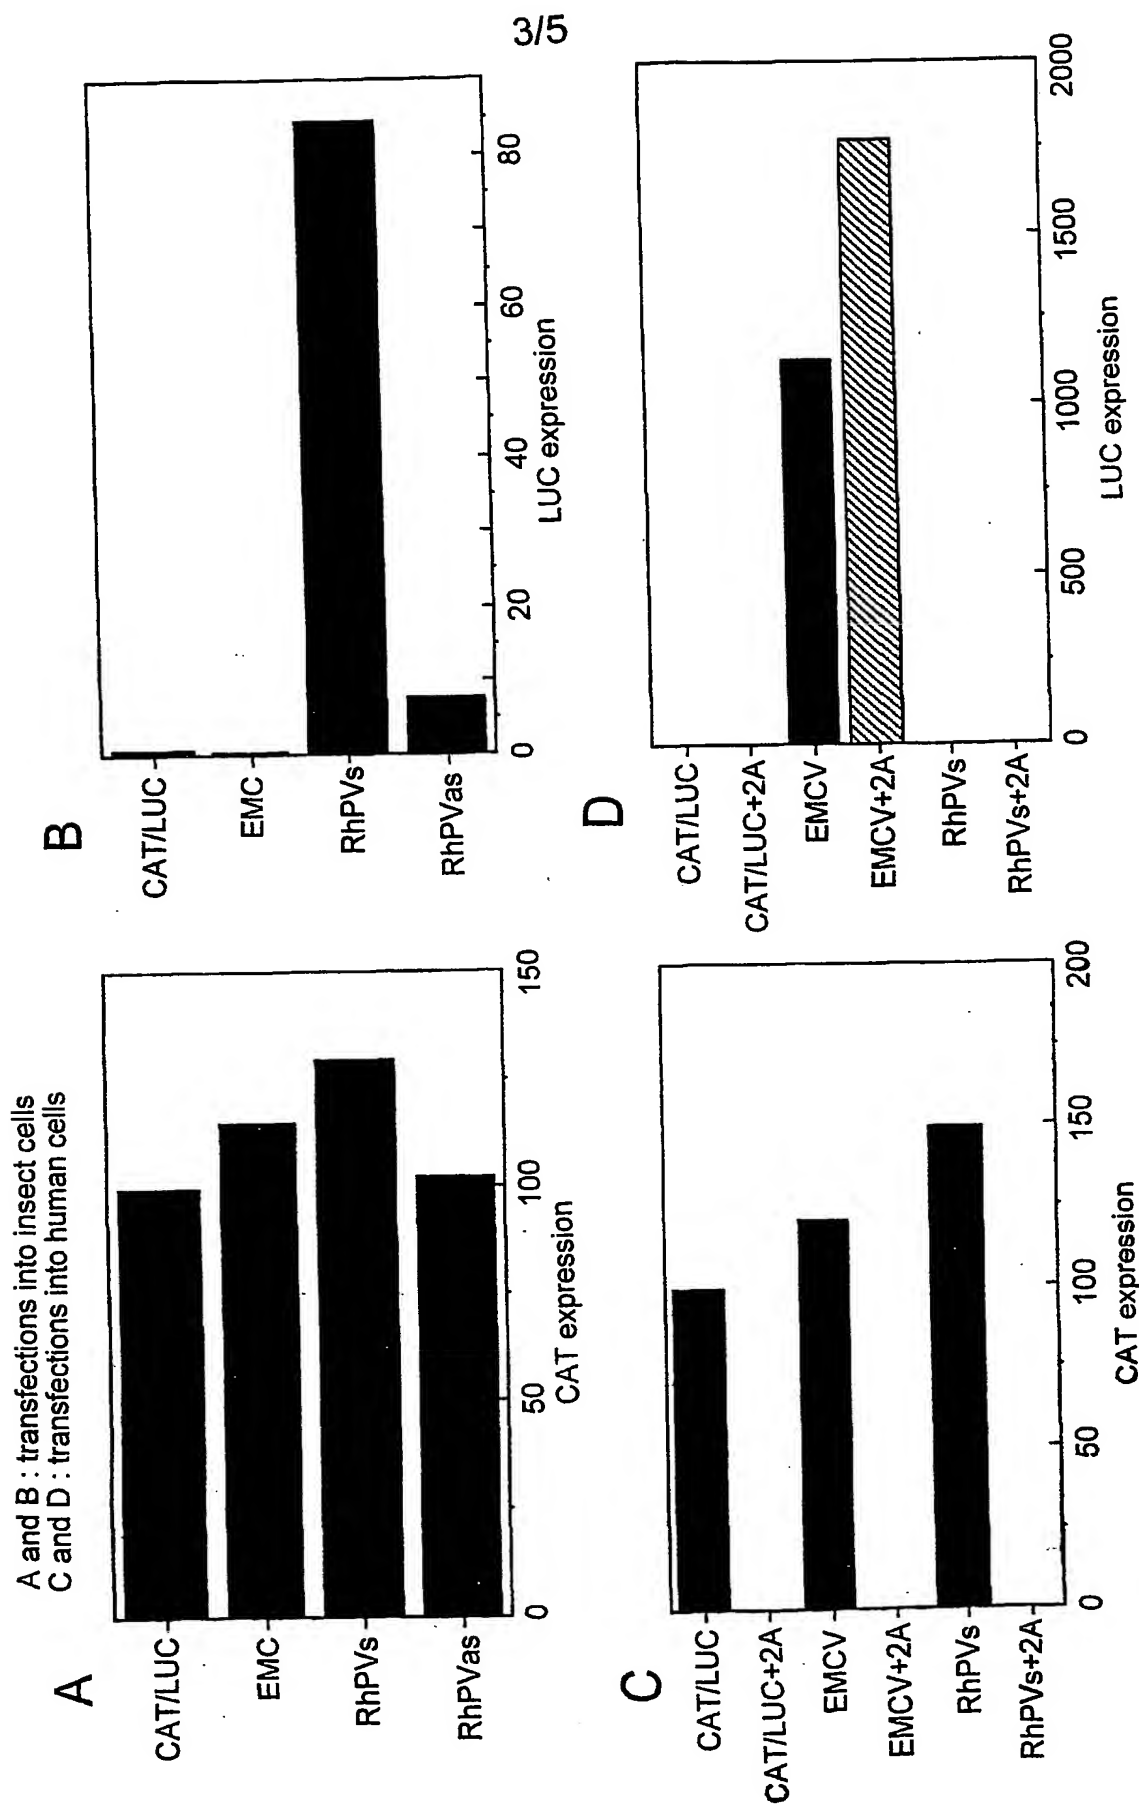 3/5
A and B : transfections into insect cells
C and D : transfections into human cells
A
CAT/LUC
EMC
RhPVs
RhPVas
0 50 100 150
CAT expression
B
CAT/LUC
EMC
RhPVs
RhPVas
0 20 40 60 80
LUC expression
C
CAT/LUC
CAT/LUC+2A
EMCV
EMCV+2A
RhPVs
RhPVs+2A
0 50 100 150 200
CAT expression
D
CAT/LUC
CAT/LUC+2A
EMCV
EMCV+2A
RhPVs
RhPVs+2A
0 500 1000 1500 2000
LUC expression